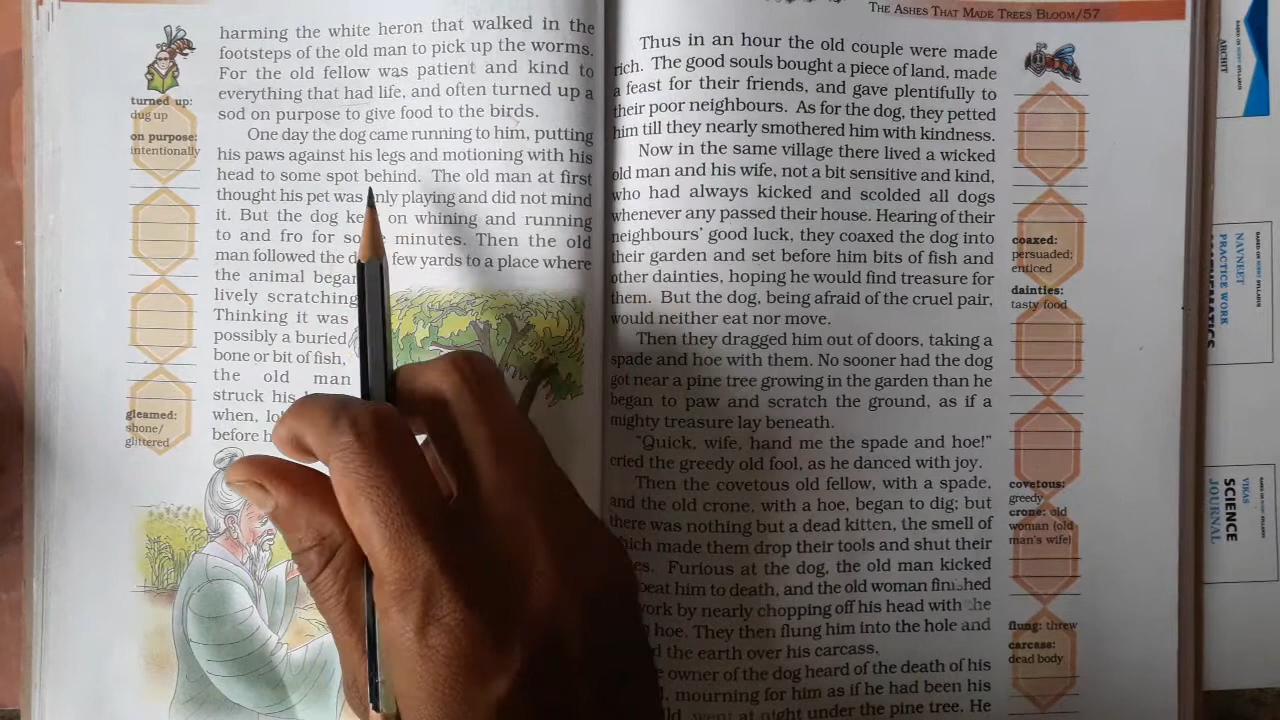 THE ASHES THAT MADE TREES BLOOM/57
harming the white heron that walked in the
footsteps of the old man to pick up the worms.
For the old fellow was patient and kind to
everything that had life, and often turned up a
sod on purpose to give food to the birds.
One day the dog came running to him, putting
his paws against his legs and motioning with his
head to some spot behind. The old man at first
thought his pet was only playing and did not mind
it. But the dog on whining and running
to and fro for minutes. Then the old
man followed the few yards to a place where
the animal began
lively scratching
Thinking it was
possibly a buried
bone or bit of fish,
the old man
struck his
when, lo
before
turned up:
dug up
on purpose:
intentionally
gleamed:
shone/
glittered
Thus in an hour the old couple were made
rich. The good souls bought a piece of land, made
a feast for their friends, and gave plentifully to
their poor neighbours. As for the dog, they petted
him till they nearly smothered him with kindness.
Now in the same village there lived a wicked
old man and his wife, not a bit sensitive and kind,
who had always kicked and scolded all dogs
whenever any passed their house. Hearing of their
neighbours' good luck, they coaxed the dog into
their garden and set before him bits of fish and
other dainties, hoping he would find treasure for
them. But the dog, being afraid of the cruel pair,
would neither eat nor move.
Then they dragged him out of doors, taking a
spade and hoe with them. No sooner had the dog
got near a pine tree growing in the garden than he
began to paw and scratch the ground, as if a
mighty treasure lay beneath.
"Quick, wife, hand me the spade and hoe!"
cried the greedy old fool, as he danced with joy.
Then the covetous old fellow, with a spade,
and the old crone, with a hoe, began to dig; but
there was nothing but a dead kitten, the smell of
which made them drop their tools and shut their
Furious at the dog, the old man kicked
beat him to death, and the old woman finished
work by nearly chopping off his head with the
hoe. They then flung him into the hole and
the earth over his carcass.
owner of the dog heard of the death of his
mourning for him as if he had been his
went at night under the pine tree. He
coaxed:
persuaded;
enticed
dainties:
tasty food
covetous:
greedy
crone: old
woman (old
man's wife)
flung: threw
carcase:
dead body
ARCHIT
NAVNEET
PRACTICE WORK
MATHEMATICS
VIKAS
SCIENCE
JOURNAL